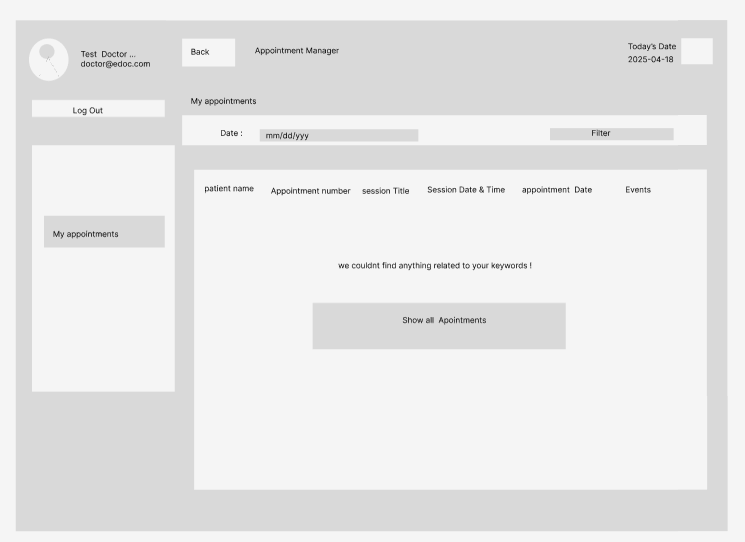 Test Doctor ...
doctor@edoc.com
Back
Appointment Manager
Today's Date
2025-04-18
Log Out
My appointments
Date :
mm/dd/yyy
Filter
patient name
Appointment number
session Title
Session Date & Time
appointment Date
Events
My appointments
we couldnt find anything related to your keywords !
Show all Apointments